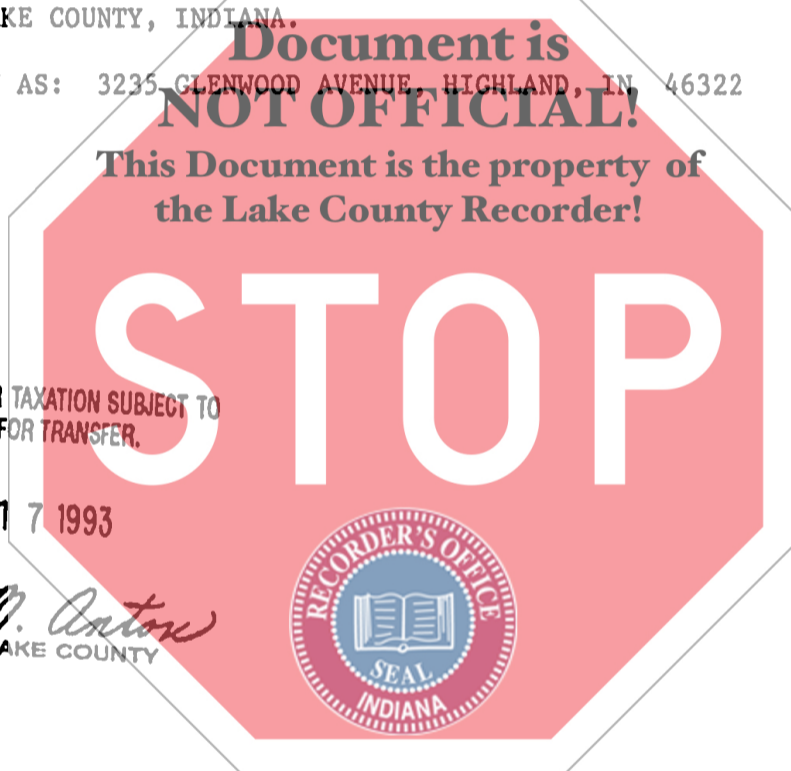 KE COUNTY, INDIANA.
Document is
AS: 3235 GLENWOOD AVENUE, HIGHLAND, IN 46322
NOT OFFICIAL!
This Document is the property of
the Lake County Recorder!
STOP
TAXATION SUBJECT TO
FOR TRANSFER.
7 1993
Anton
AKE COUNTY
RECORDER'S OFFICE
SEAL
INDIANA